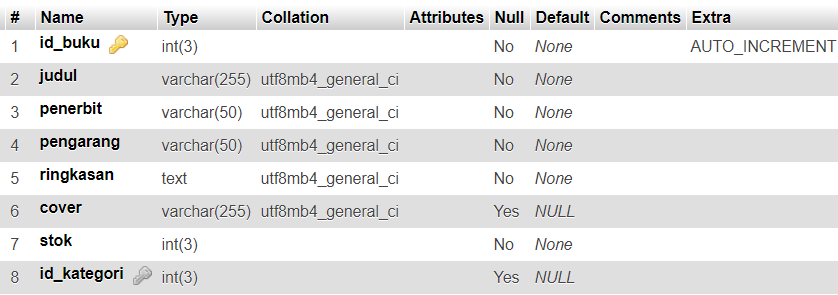 # Name Type Collation Attributes Null Default Comments Extra
1 id_buku int(3) No None AUTO_INCREMENT
2 judul varchar(255) utf8mb4_general_ci No None
3 penerbit varchar(50) utf8mb4_general_ci No None
4 pengarang varchar(50) utf8mb4_general_ci No None
5 ringkasan text utf8mb4_general_ci No None
6 cover varchar(255) utf8mb4_general_ci Yes NULL
7 stok int(3) No None
8 id_kategori int(3) Yes NULL